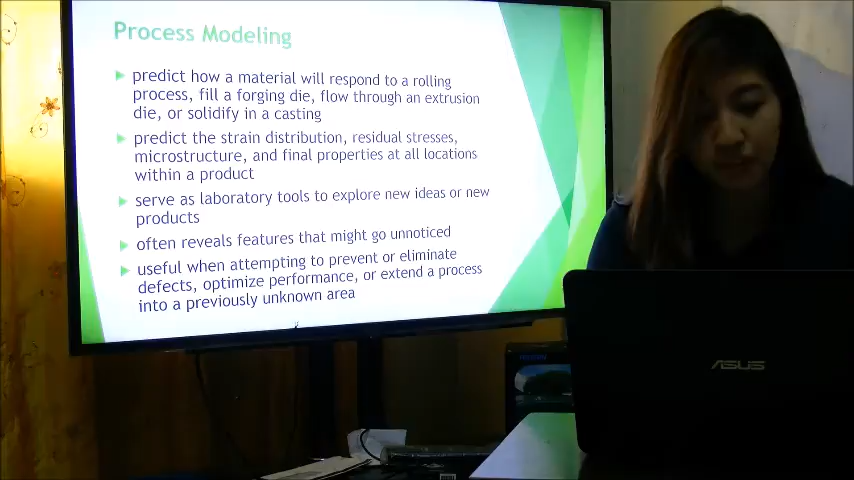 Process Modeling
predict how a material will respond to a rolling
process, fill a forging die, flow through an extrusion
die, or solidify in a casting
predict the strain distribution, residual stresses,
microstructure, and final properties at all locations
within a product
serve as laboratory tools to explore new ideas or new
products
often reveals features that might go unnoticed
useful when attempting to prevent or eliminate
defects, optimize performance, or extend a process
into a previously unknown area
ASUS